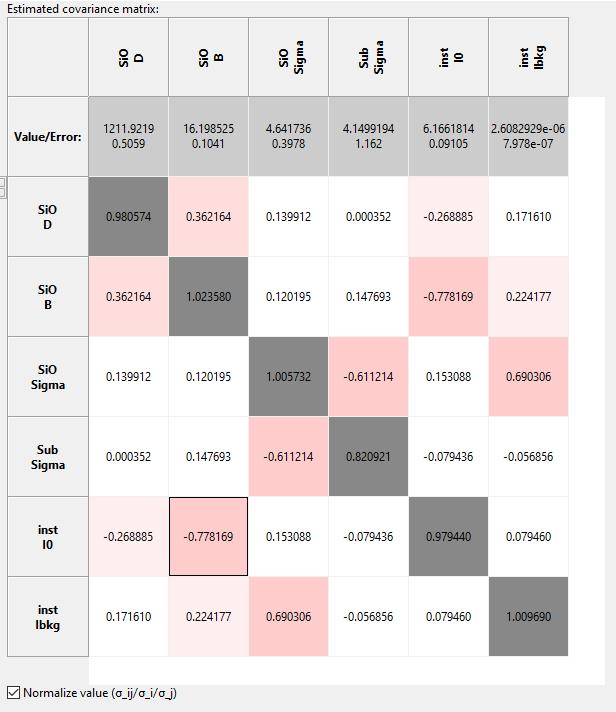 Estimated covariance matrix:
SiO D SiO B SiO Sigma Sub Sigma inst I0 inst Ibkg
Value/Error: 1211.9219 0.5059 16.198525 0.1041 4.641736 0.3978 4.1499194 1.162 6.1661814 0.09105 2.6082929e-06 7.978e-07
SiO D 0.980574 0.362164 0.139912 0.000352 -0.268885 0.171610
SiO B 0.362164 1.023580 0.120195 0.147693 -0.778169 0.224177
SiO Sigma 0.139912 0.120195 1.005732 -0.611214 0.153088 0.690306
Sub Sigma 0.000352 0.147693 -0.611214 0.820921 -0.079436 -0.056856
inst I0 -0.268885 -0.778169 0.153088 -0.079436 0.979440 0.079460
inst Ibkg 0.171610 0.224177 0.690306 -0.056856 0.079460 1.009690
Normalize value (σ_ij/σ_i/σ_j)